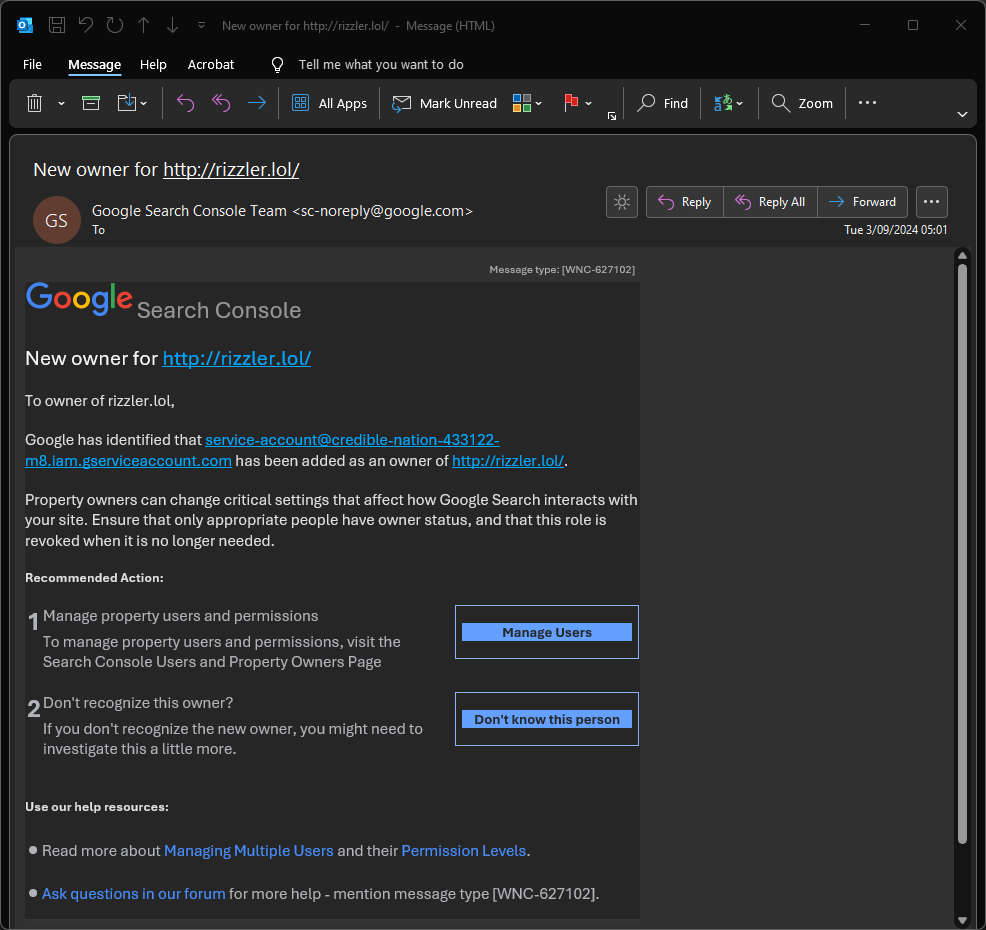 New owner for http://rizzler.lol/  -  Message (HTML)
File Message Help Acrobat Tell me what you want to do
All Apps Mark Unread Find Zoom
New owner for http://rizzler.lol/
GS
Google Search Console Team <sc-noreply@google.com>
To
Reply Reply All Forward
Tue 3/09/2024 05:01
Message type: [WNC-627102]
Google Search Console
New owner for http://rizzler.lol/
To owner of rizzler.lol,
Google has identified that service-account@credible-nation-433122-
m8.iam.gserviceaccount.com has been added as an owner of http://rizzler.lol/.
Property owners can change critical settings that affect how Google Search interacts with
your site. Ensure that only appropriate people have owner status, and that this role is
revoked when it is no longer needed.
Recommended Action:
1 Manage property users and permissions
To manage property users and permissions, visit the
Search Console Users and Property Owners Page
Manage Users
2 Don't recognize this owner?
If you don't recognize the new owner, you might need to
investigate this a little more.
Don't know this person
Use our help resources:
● Read more about Managing Multiple Users and their Permission Levels.
● Ask questions in our forum for more help - mention message type [WNC-627102].